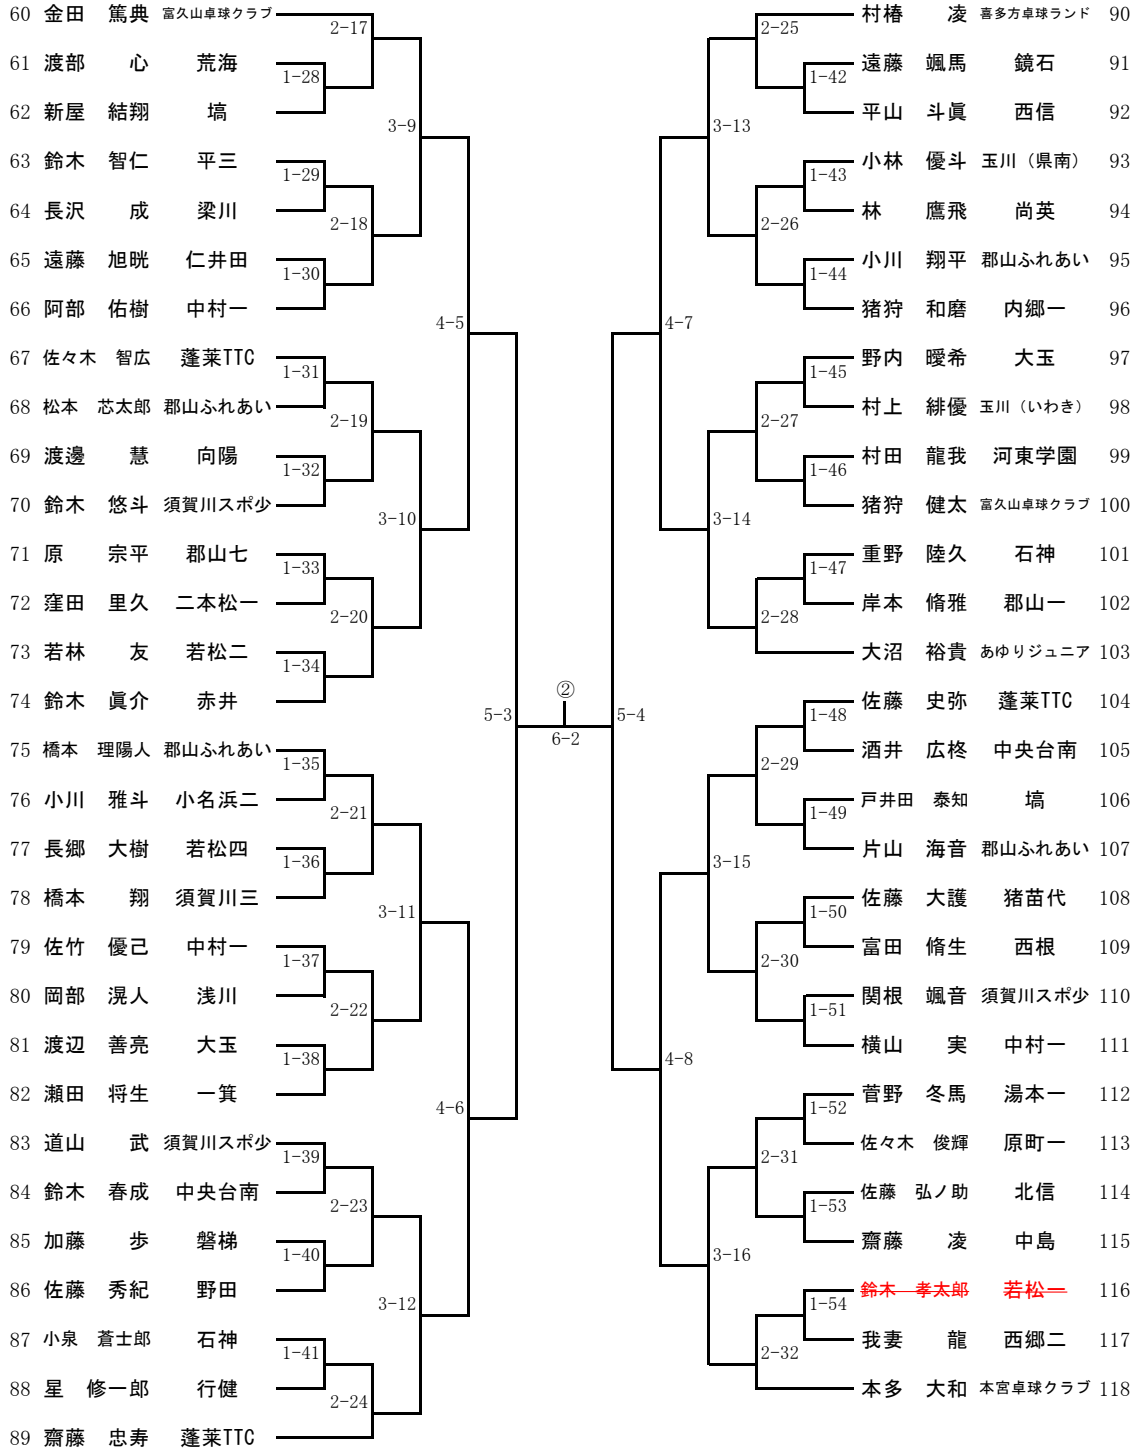 60 金田 篤典 富久山卓球クラブ
2-17
61 渡部 心 荒海
1-28
62 新屋 結翔 塙
3-9
63 鈴木 智仁 平三
1-29
64 長沢 成 梁川
2-18
65 遠藤 旭晄 仁井田
1-30
66 阿部 佑樹 中村一
4-5
67 佐々木 智広 蓬莱TTC
1-31
68 松本 芯太郎 郡山ふれあい
2-19
69 渡邊 慧 向陽
1-32
70 鈴木 悠斗 須賀川スポ少
3-10
71 原 宗平 郡山七
1-33
72 窪田 里久 二本松一
2-20
73 若林 友 若松二
1-34
74 鈴木 眞介 赤井
5-3
75 橋本 理陽人 郡山ふれあい
1-35
76 小川 雅斗 小名浜二
2-21
77 長郷 大樹 若松四
1-36
78 橋本 翔 須賀川三
3-11
79 佐竹 優己 中村一
1-37
80 岡部 滉人 浅川
2-22
81 渡辺 善亮 大玉
1-38
82 瀬田 将生 一箕
4-6
83 道山 武 須賀川スポ少
1-39
84 鈴木 春成 中央台南
2-23
85 加藤 歩 磐梯
1-40
86 佐藤 秀紀 野田
3-12
87 小泉 蒼士郎 石神
1-41
88 星 修一郎 行健
2-24
89 齋藤 忠寿 蓬莱TTC
②
6-2
村椿 凌 喜多方卓球ランド 90
2-25
遠藤 颯馬 鏡石 91
1-42
平山 斗眞 西信 92
3-13
小林 優斗 玉川（県南） 93
1-43
林 鷹飛 尚英 94
2-26
小川 翔平 郡山ふれあい 95
1-44
猪狩 和磨 内郷一 96
4-7
野内 曖希 大玉 97
1-45
村上 緋優 玉川（いわき） 98
2-27
村田 龍我 河東学園 99
1-46
猪狩 健太 富久山卓球クラブ 100
3-14
重野 陸久 石神 101
1-47
岸本 脩雅 郡山一 102
2-28
大沼 裕貴 あゆりジュニア 103
5-4
佐藤 史弥 蓬莱TTC 104
1-48
酒井 広柊 中央台南 105
2-29
戸井田 泰知 塙 106
1-49
片山 海音 郡山ふれあい 107
3-15
佐藤 大護 猪苗代 108
1-50
富田 脩生 西根 109
2-30
関根 颯音 須賀川スポ少 110
1-51
横山 実 中村一 111
4-8
菅野 冬馬 湯本一 112
1-52
佐々木 俊輝 原町一 113
2-31
佐藤 弘ノ助 北信 114
1-53
齋藤 凌 中島 115
3-16
鈴木 孝太郎 若松一 116
1-54
我妻 龍 西郷二 117
2-32
本多 大和 本宮卓球クラブ 118